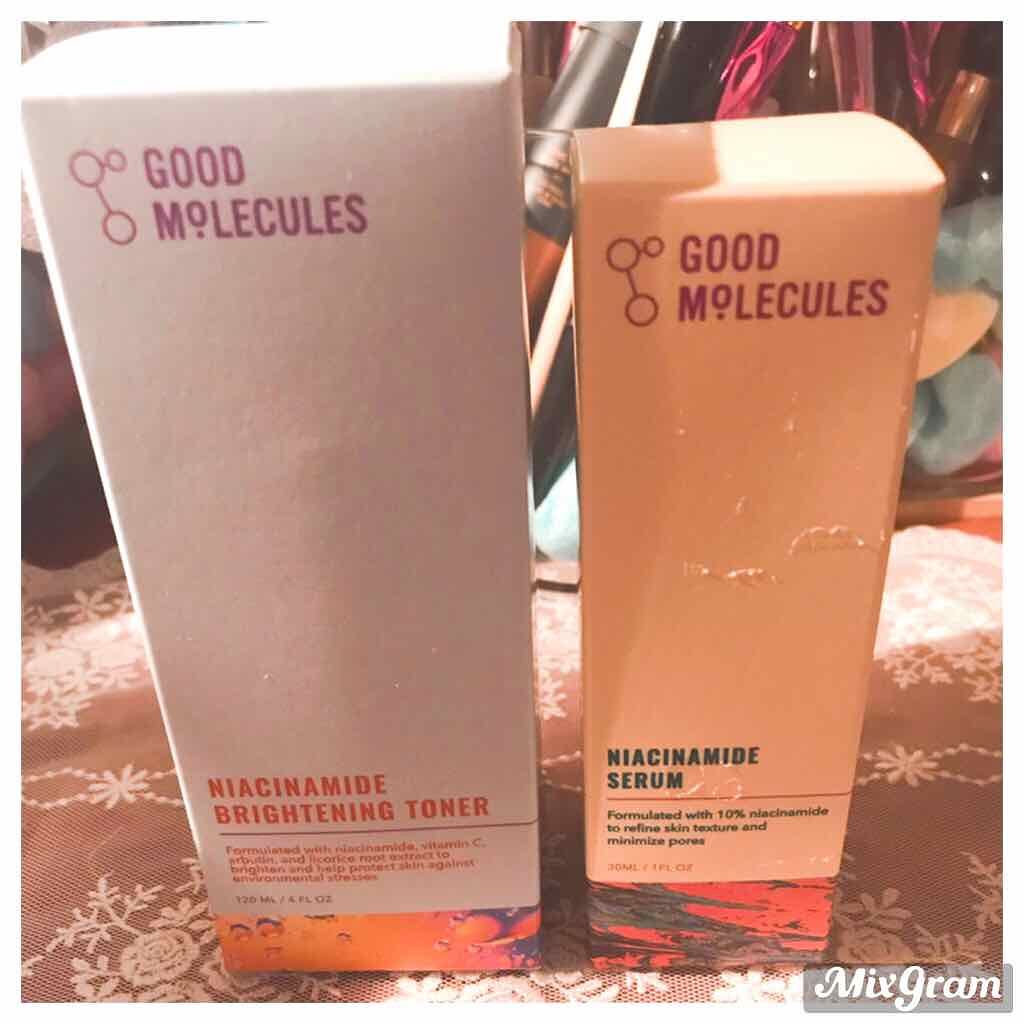 GOOD
MOLECULES
NIACINAMIDE
BRIGHTENING TONER
Formulated with niacinamide, vitamin C,
arbutin, and licorice root extract to
brighten and help protect skin against
environmental stresses
120 ML / 4 FL OZ
GOOD
MOLECULES
NIACINAMIDE
SERUM
Formulated with 10% niacinamide
to refine skin texture and
minimize pores
30ML / 1FL OZ
MixGram